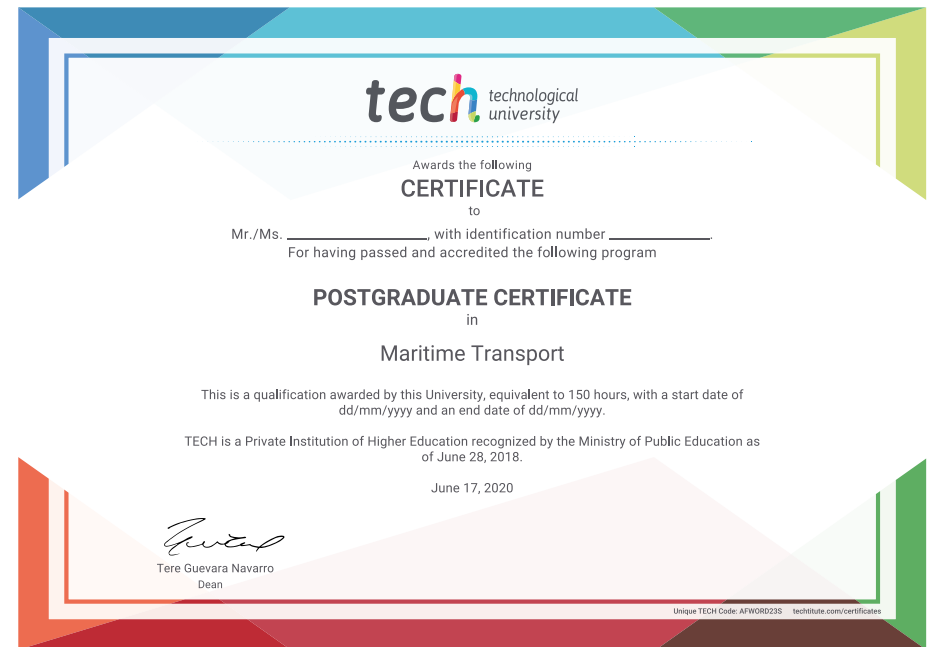 tech technological
university
Awards the following
CERTIFICATE
to
Mr./Ms. ____________________, with identification number ______________.
For having passed and accredited the following program
POSTGRADUATE CERTIFICATE
in
Maritime Transport
This is a qualification awarded by this University, equivalent to 150 hours, with a start date of
dd/mm/yyyy and an end date of dd/mm/yyyy.
TECH is a Private Institution of Higher Education recognized by the Ministry of Public Education as
of June 28, 2018.
June 17, 2020
Tere Guevara Navarro
Dean
Unique TECH Code: AFWORD23S techtitute.com/certificates